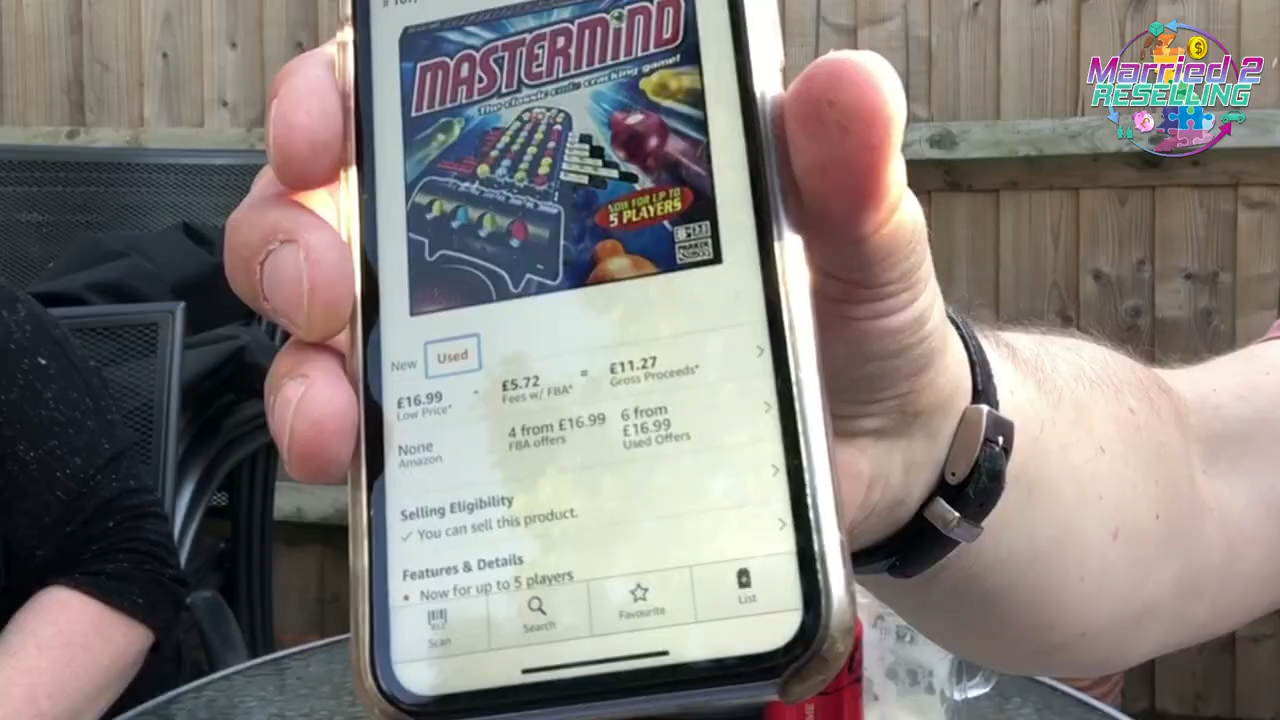 Married 2
RESELLING
MASTERMIND
The classic code cracking game!
NOW FOR UP TO
5 PLAYERS
PARKER
New
Used
£16.99
Low Price*
-
£5.72
Fees w/ FBA*
=
£11.27
Gross Proceeds*
None
Amazon
4 from £16.99
FBA offers
6 from
£16.99
Used Offers
Selling Eligibility
✓ You can sell this product.
Features & Details
• Now for up to 5 players
Scan
Search
Favourite
List